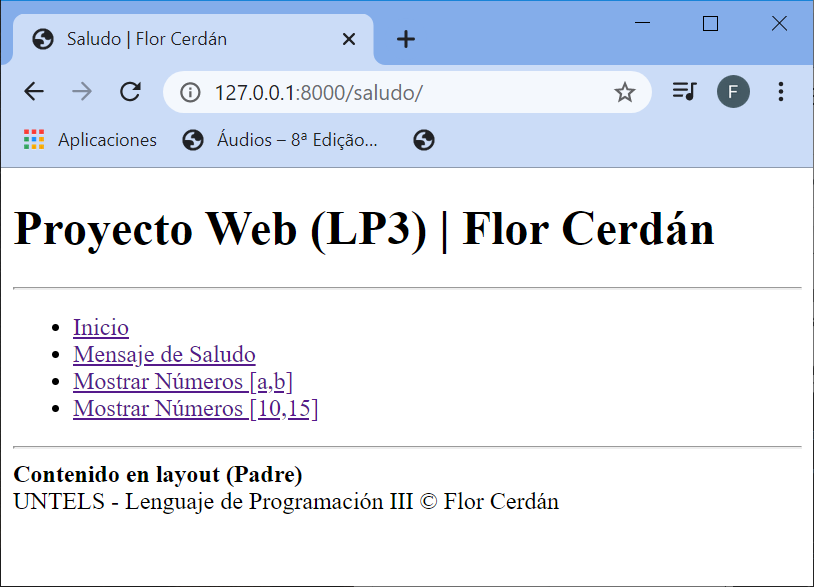 Saludo | Flor Cerdán
127.0.0.1:8000/saludo/
F
Aplicaciones
Áudios – 8ª Edição...
Proyecto Web (LP3) | Flor Cerdán
Inicio
Mensaje de Saludo
Mostrar Números [a,b]
Mostrar Números [10,15]
Contenido en layout (Padre)
UNTELS - Lenguaje de Programación III © Flor Cerdán